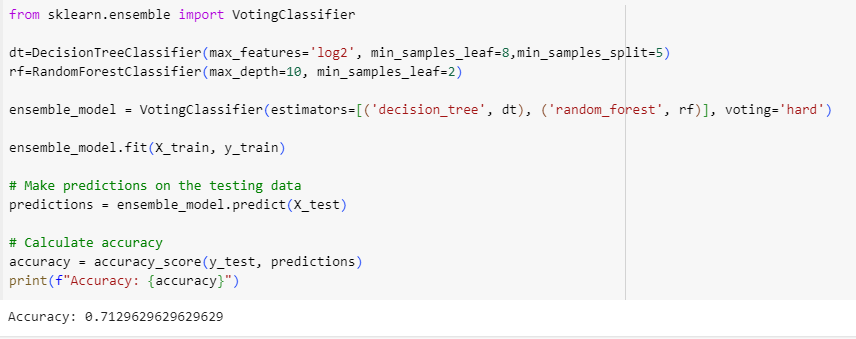 from sklearn.ensemble import VotingClassifier
dt=DecisionTreeClassifier(max_features='log2', min_samples_leaf=8,min_samples_split=5)
rf=RandomForestClassifier(max_depth=10, min_samples_leaf=2)
ensemble_model = VotingClassifier(estimators=[('decision_tree', dt), ('random_forest', rf)], voting='hard')
ensemble_model.fit(X_train, y_train)
# Make predictions on the testing data
predictions = ensemble_model.predict(X_test)
# Calculate accuracy
accuracy = accuracy_score(y_test, predictions)
print(f"Accuracy: {accuracy}")
Accuracy: 0.7129629629629629